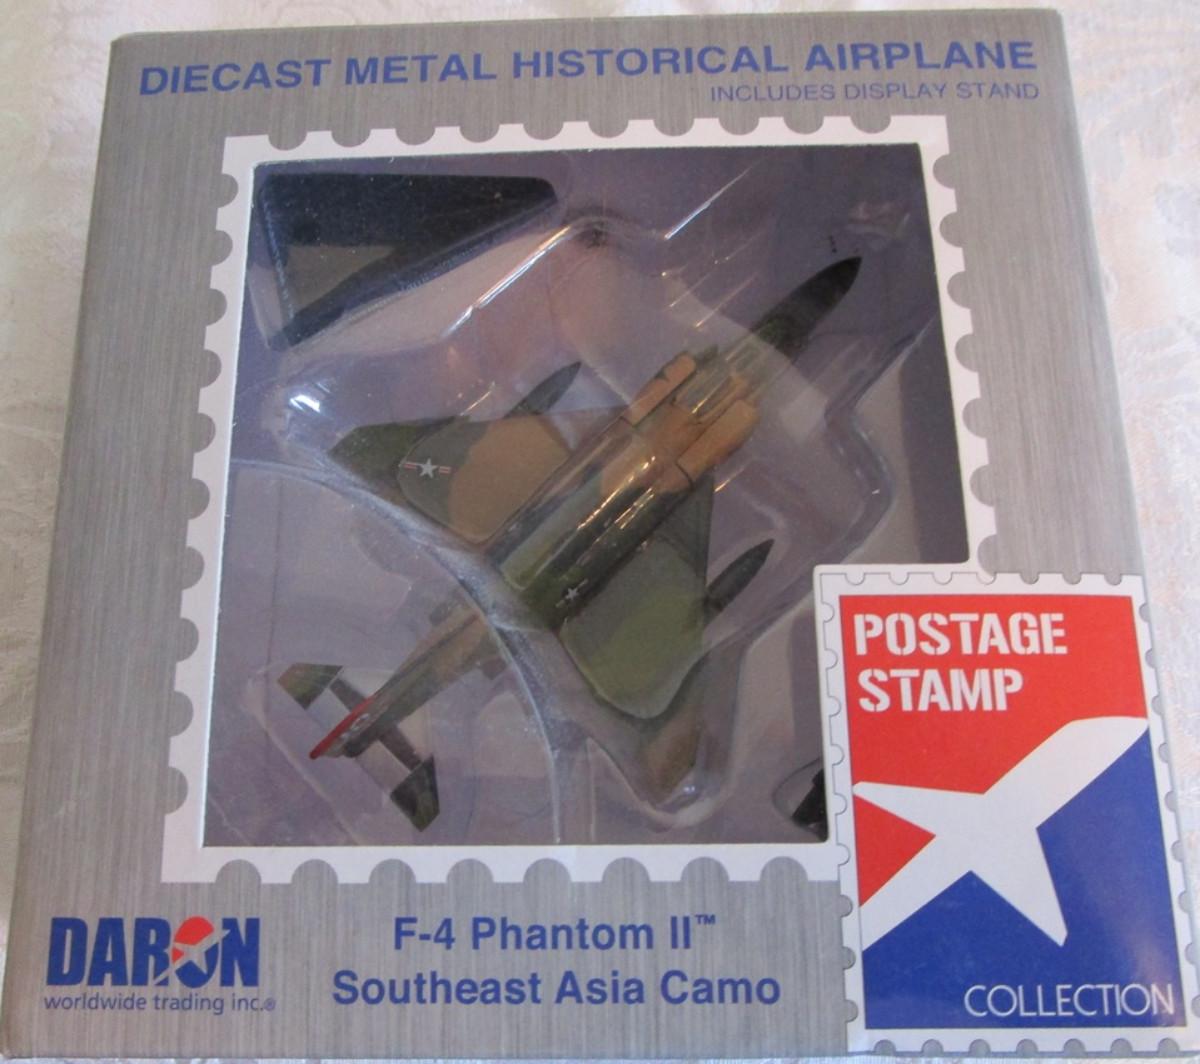 DIECAST METAL HISTORICAL AIRPLANE
INCLUDES DISPLAY STAND
POSTAGE
STAMP
COLLECTION
DARON
worldwide trading inc.®
F-4 Phantom II™
Southeast Asia Camo